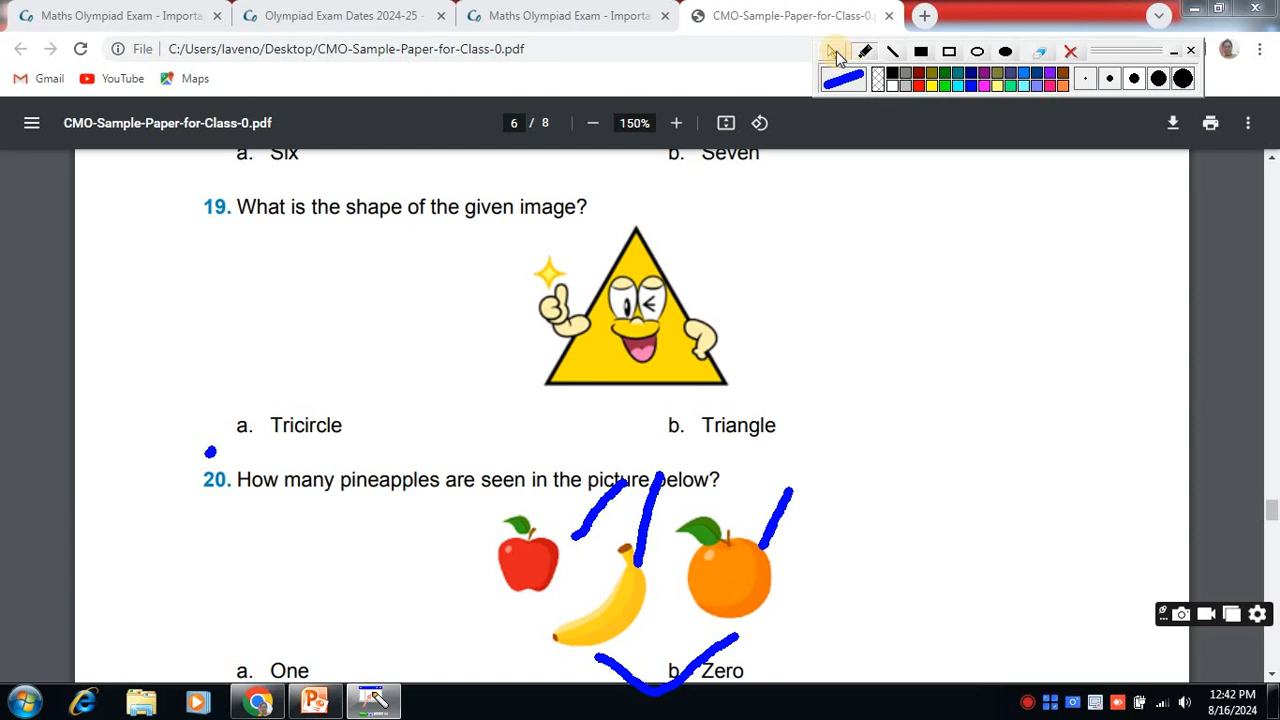 Maths Olympiad Exam - Importa
Olympiad Exam Dates 2024-25 -
Maths Olympiad Exam - Importa
CMO-Sample-Paper-for-Class-0.p
File
C:/Users/laveno/Desktop/CMO-Sample-Paper-for-Class-0.pdf
Gmail
YouTube
Maps
CMO-Sample-Paper-for-Class-0.pdf
6 / 8
150%
a. Six
b. Seven
19. What is the shape of the given image?
a. Tricircle
b. Triangle
20. How many pineapples are seen in the picture below?
a. One
b. Zero
12:42 PM
8/16/2024